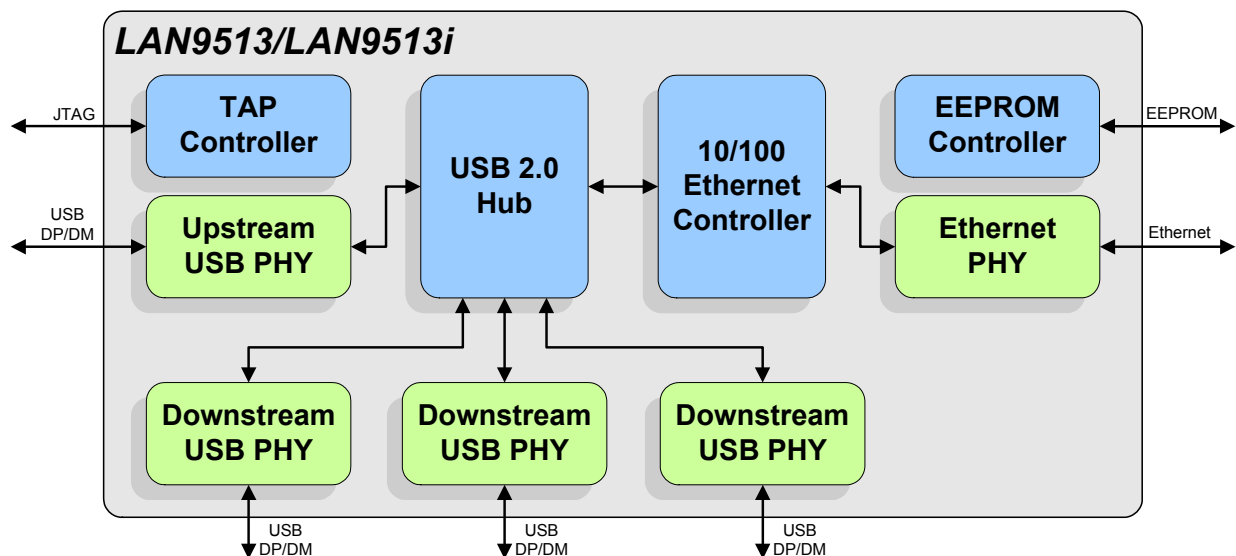 LAN9513/LAN9513i
JTAG
TAP
Controller
USB 2.0
Hub
10/100
Ethernet
Controller
EEPROM
Controller
EEPROM
USB
DP/DM
Upstream
USB PHY
Ethernet
PHY
Ethernet
Downstream
USB PHY
Downstream
USB PHY
Downstream
USB PHY
USB
DP/DM
USB
DP/DM
USB
DP/DM